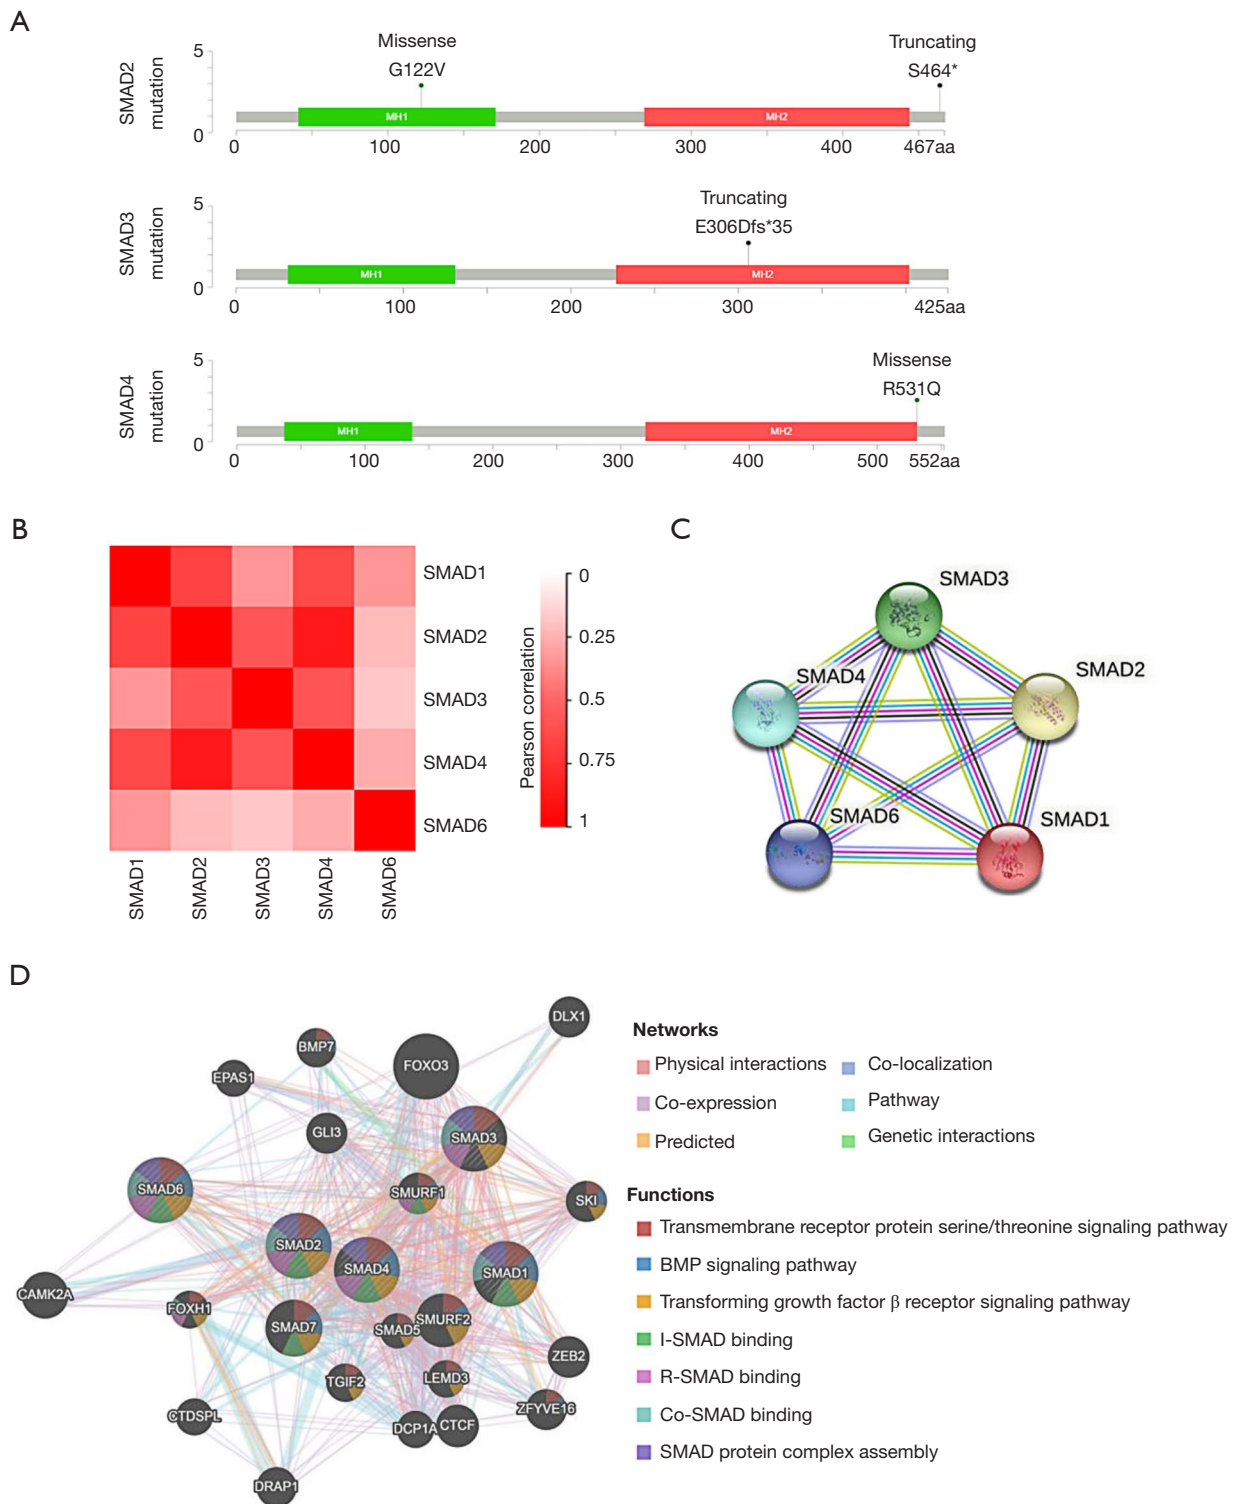 A
SMAD2 mutation
5
0
Missense
G122V
Truncating
S464*
MH1
MH2
0 100 200 300 400 467aa
SMAD3 mutation
5
0
Truncating
E306Dfs*35
MH1
MH2
0 100 200 300 425aa
SMAD4 mutation
5
0
Missense
R531Q
MH1
MH2
0 100 200 300 400 500 552aa
B
SMAD1
SMAD2
SMAD3
SMAD4
SMAD6
SMAD1 SMAD2 SMAD3 SMAD4 SMAD6
Pearson correlation
0
0.25
0.5
0.75
1
C
SMAD3
SMAD2
SMAD4
SMAD6
SMAD1
D
DLX1
BMP7
FOXO3
EPAS1
GLI3
SMAD3
SMAD6
SMURF1
SKI
SMAD2
SMAD4
SMAD1
CAMK2A
FOXH1
SMAD7
SMAD5
SMURF2
ZEB2
TGIF2
LEMD3
CTDSPL
DCP1A
CTCF
ZFYVE16
DRAP1
Networks
Physical interactions
Co-localization
Co-expression
Pathway
Predicted
Genetic interactions
Functions
Transmembrane receptor protein serine/threonine signaling pathway
BMP signaling pathway
Transforming growth factor β receptor signaling pathway
I-SMAD binding
R-SMAD binding
Co-SMAD binding
SMAD protein complex assembly